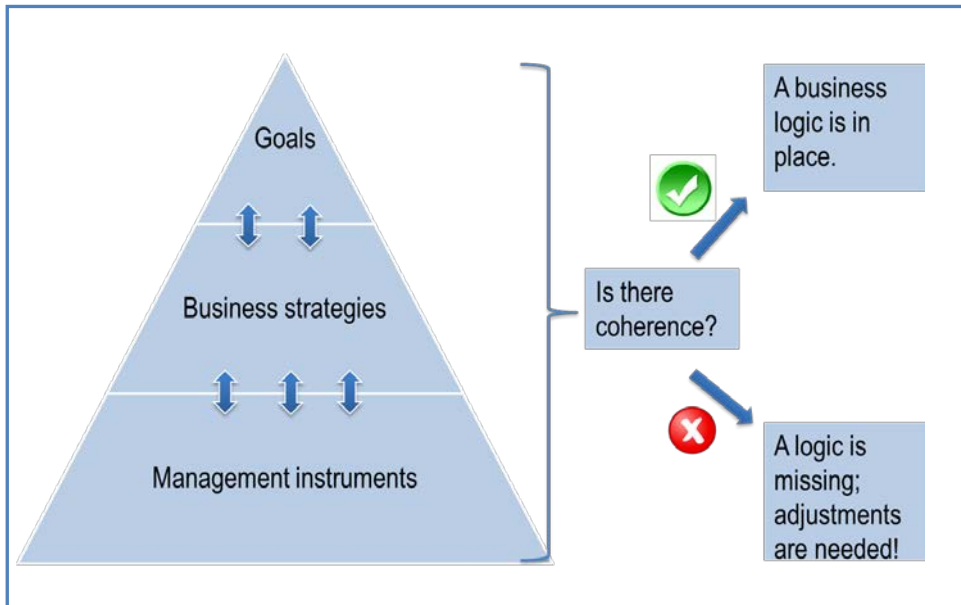 Goals
Business strategies
Management instruments
Is there
coherence?
A business
logic is in
place.
A logic is
missing;
adjustments
are needed!